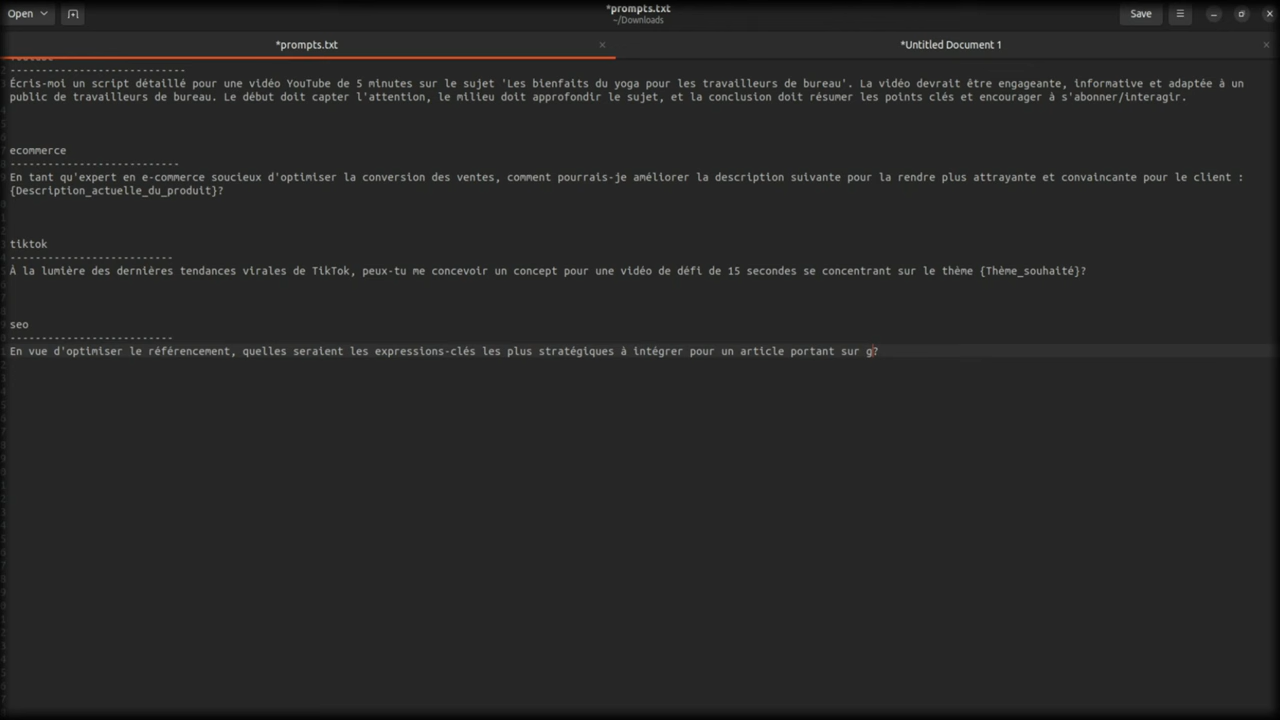 Open
*prompts.txt
~/Downloads
Save
*prompts.txt
*Untitled Document 1
---------------------------- 
Écris-moi un script détaillé pour une vidéo YouTube de 5 minutes sur le sujet 'Les bienfaits du yoga pour les travailleurs de bureau'. La vidéo devrait être engageante, informative et adaptée à un
public de travailleurs de bureau. Le début doit capter l'attention, le milieu doit approfondir le sujet, et la conclusion doit résumer les points clés et encourager à s'abonner/interagir.
ecommerce
---------------------------
En tant qu'expert en e-commerce soucieux d'optimiser la conversion des ventes, comment pourrais-je améliorer la description suivante pour la rendre plus attrayante et convaincante pour le client :
{Description_actuelle_du_produit}?
tiktok
--------------------------
À la lumière des dernières tendances virales de TikTok, peux-tu me concevoir un concept pour une vidéo de défi de 15 secondes se concentrant sur le thème {Thème_souhaité}?
seo
--------------------------
En vue d'optimiser le référencement, quelles seraient les expressions-clés les plus stratégiques à intégrer pour un article portant sur g?